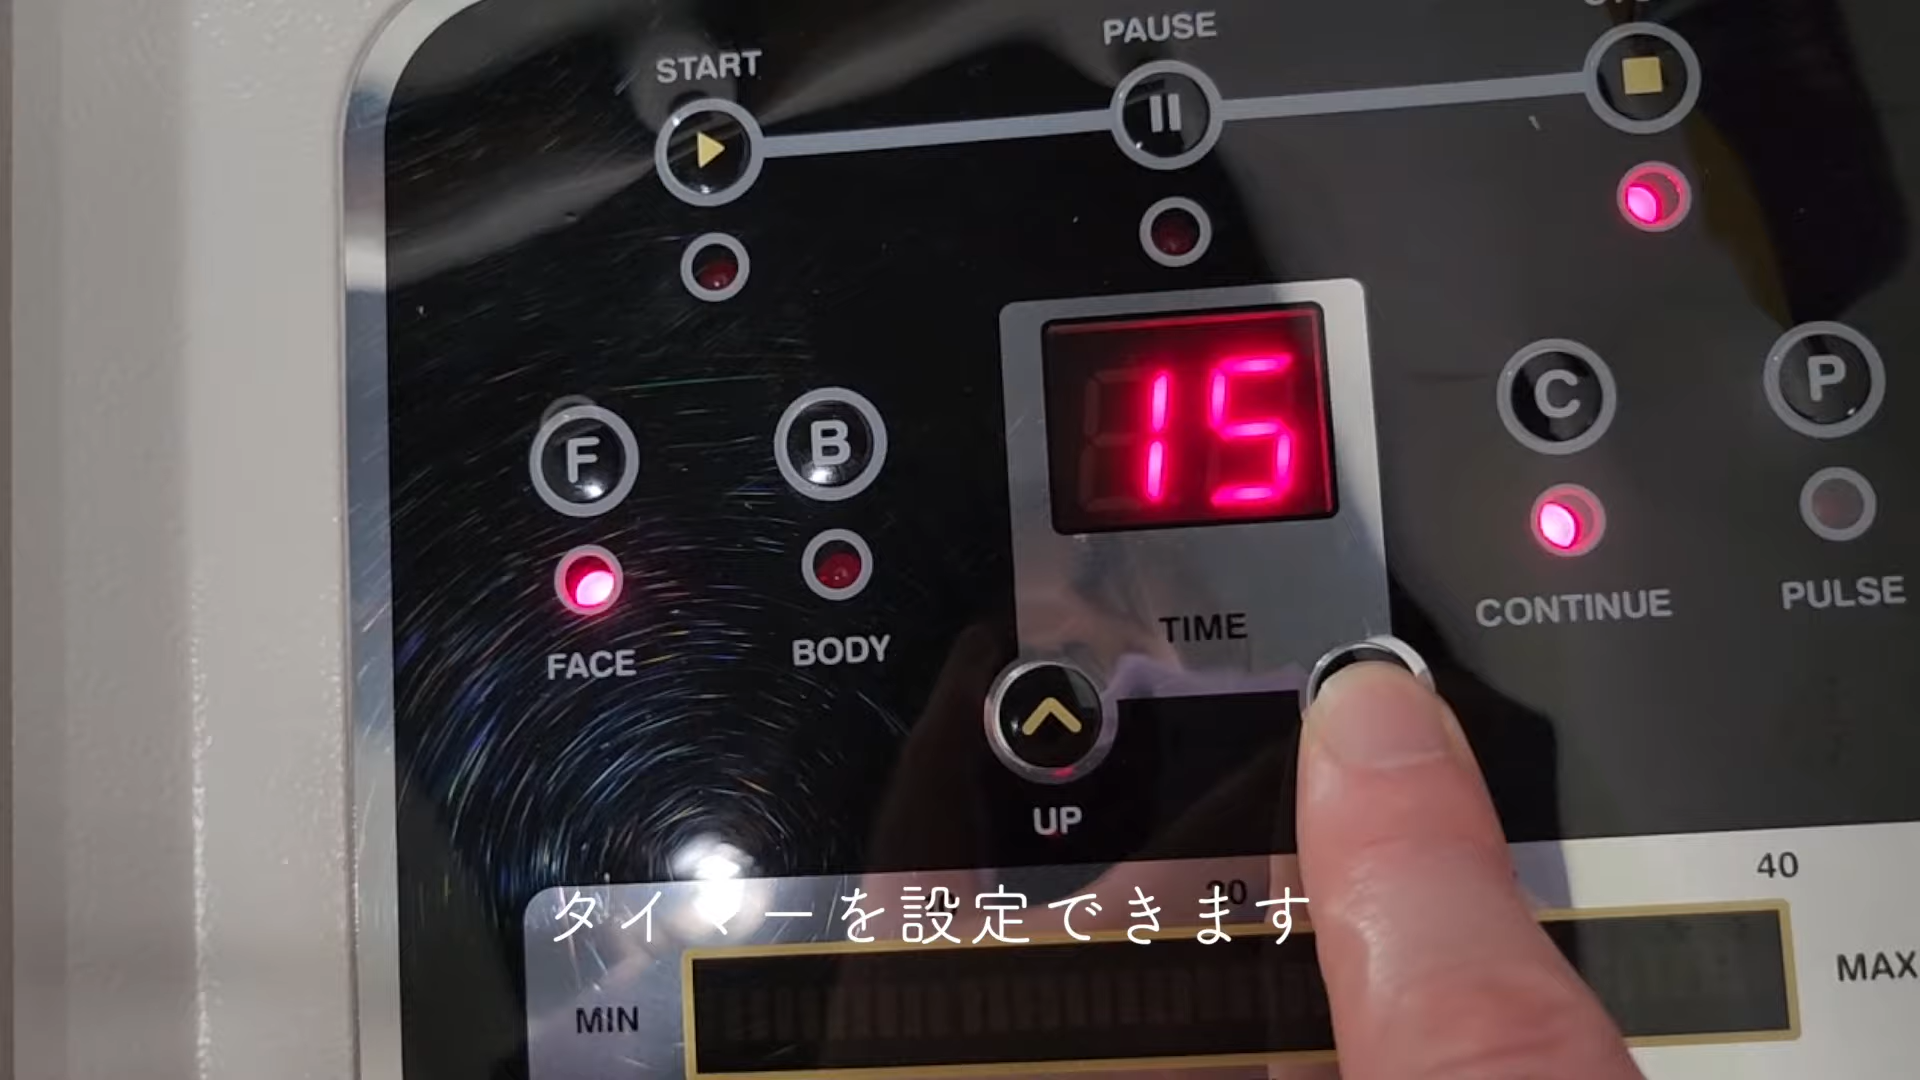 PAUSE
START
F
B
15
C
P
TIME
CONTINUE
PULSE
FACE
BODY
UP
40
タイマーを設定できます
MIN
MAX